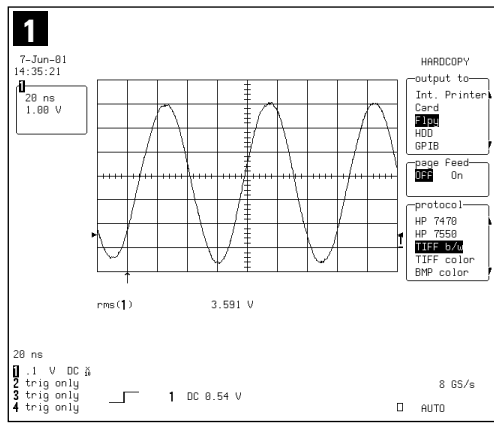 1
7-Jun-01
14:35:21
1
20 ns
1.00 V
HARDCOPY
output to
Int. Printer
Card
Flpy
HDD
GPIB
page Feed
Off On
protocol
HP 7470
HP 7550
TIFF b/w
TIFF color
BMP color
1
rms(1) 3.591 V
20 ns
1 .1 V DC
2 trig only
3 trig only
4 trig only
1 DC 0.54 V
8 GS/s
AUTO